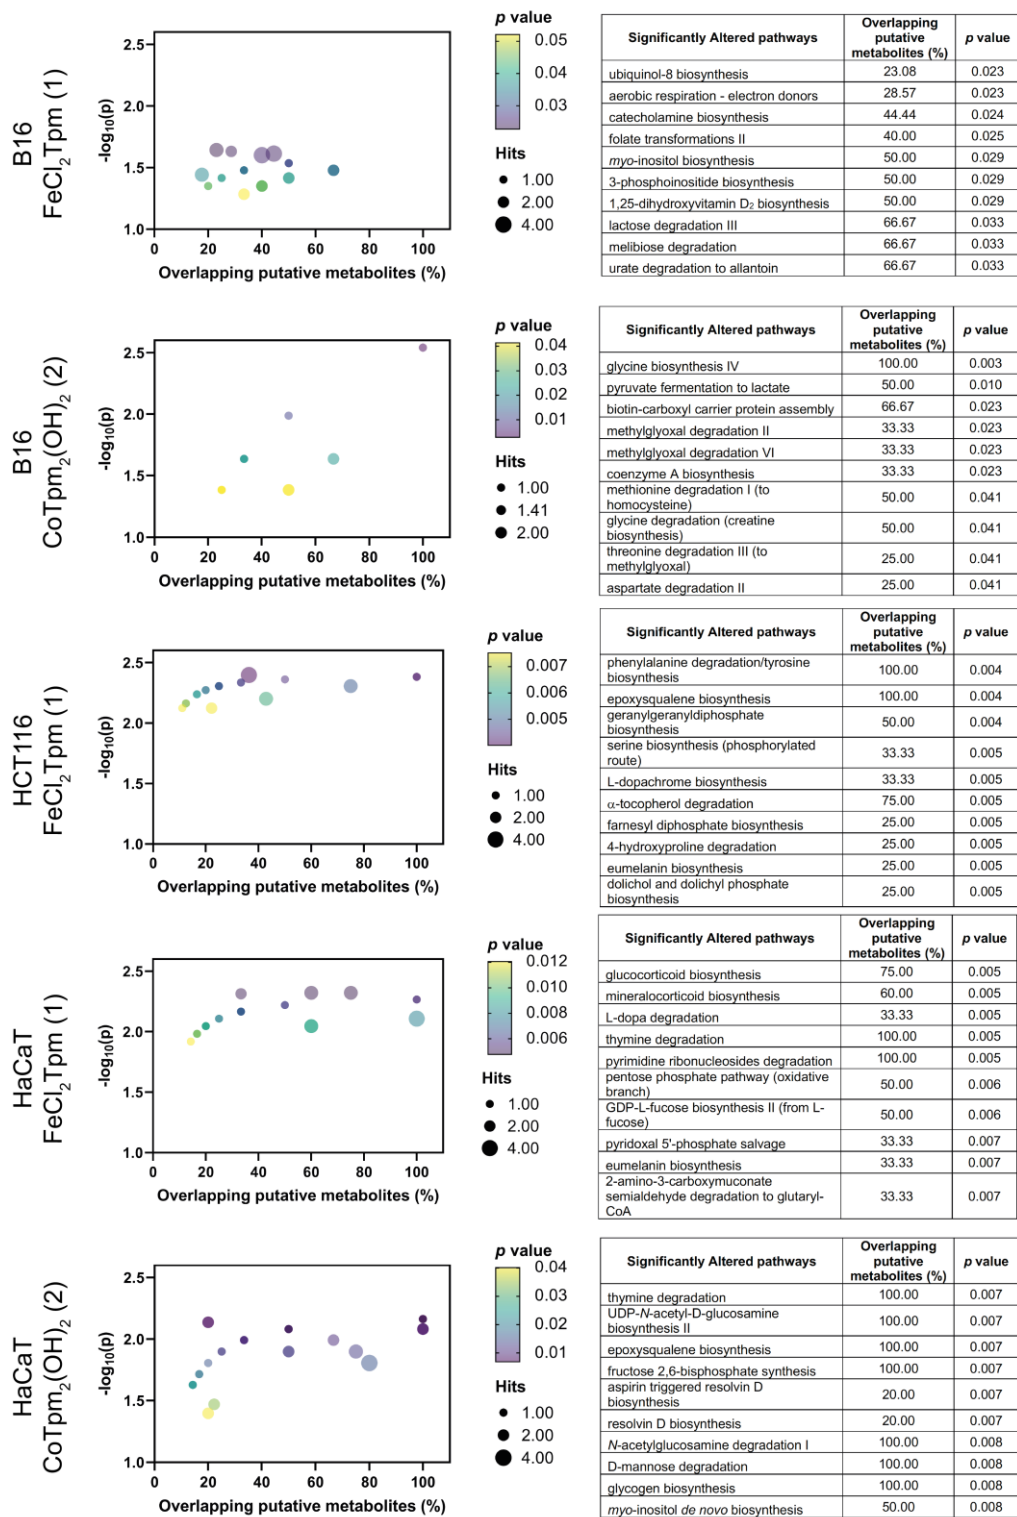 B16
FeCl2Tpm (1)
-log10(p)
2.5
2.0
1.5
1.0
0 20 40 60 80 100
Overlapping putative metabolites (%)
p value
0.05
0.04
0.03
Hits
1.00
2.00
4.00
Significantly Altered pathways | Overlapping putative metabolites (%) | p value
ubiquinol-8 biosynthesis 23.08 0.023
aerobic respiration - electron donors 28.57 0.023
catecholamine biosynthesis 44.44 0.024
folate transformations II 40.00 0.025
myo-inositol biosynthesis 50.00 0.029
3-phosphoinositide biosynthesis 50.00 0.029
1,25-dihydroxyvitamin D2 biosynthesis 50.00 0.029
lactose degradation III 66.67 0.033
melibiose degradation 66.67 0.033
urate degradation to allantoin 66.67 0.033
B16
CoTpm2(OH)2 (2)
-log10(p)
2.5
2.0
1.5
1.0
0 20 40 60 80 100
Overlapping putative metabolites (%)
p value
0.04
0.03
0.02
0.01
Hits
1.00
1.41
2.00
Significantly Altered pathways | Overlapping putative metabolites (%) | p value
glycine biosynthesis IV 100.00 0.003
pyruvate fermentation to lactate 50.00 0.010
biotin-carboxyl carrier protein assembly 66.67 0.023
methylglyoxal degradation II 33.33 0.023
methylglyoxal degradation VI 33.33 0.023
coenzyme A biosynthesis 33.33 0.023
methionine degradation I (to homocysteine) 50.00 0.041
glycine degradation (creatine biosynthesis) 50.00 0.041
threonine degradation III (to methylglyoxal) 25.00 0.041
aspartate degradation II 25.00 0.041
HCT116
FeCl2Tpm (1)
-log10(p)
2.5
2.0
1.5
1.0
0 20 40 60 80 100
Overlapping putative metabolites (%)
p value
0.007
0.006
0.005
Hits
1.00
2.00
4.00
Significantly Altered pathways | Overlapping putative metabolites (%) | p value
phenylalanine degradation/tyrosine biosynthesis 100.00 0.004
epoxysqualene biosynthesis 100.00 0.004
geranylgeranyldiphosphate biosynthesis 50.00 0.004
serine biosynthesis (phosphorylated route) 33.33 0.005
L-dopachrome biosynthesis 33.33 0.005
α-tocopherol degradation 75.00 0.005
farnesyl diphosphate biosynthesis 25.00 0.005
4-hydroxyproline degradation 25.00 0.005
eumelanin biosynthesis 25.00 0.005
dolichol and dolichyl phosphate biosynthesis 25.00 0.005
HaCaT
FeCl2Tpm (1)
-log10(p)
2.5
2.0
1.5
1.0
0 20 40 60 80 100
Overlapping putative metabolites (%)
p value
0.012
0.010
0.008
0.006
Hits
1.00
2.00
4.00
Significantly Altered pathways | Overlapping putative metabolites (%) | p value
glucocorticoid biosynthesis 75.00 0.005
mineralocorticoid biosynthesis 60.00 0.005
L-dopa degradation 33.33 0.005
thymine degradation 100.00 0.005
pyrimidine ribonucleosides degradation 100.00 0.005
pentose phosphate pathway (oxidative branch) 50.00 0.006
GDP-L-fucose biosynthesis II (from L-fucose) 50.00 0.006
pyridoxal 5'-phosphate salvage 33.33 0.007
eumelanin biosynthesis 33.33 0.007
2-amino-3-carboxymuconate semialdehyde degradation to glutaryl-CoA 33.33 0.007
HaCaT
CoTpm2(OH)2 (2)
-log10(p)
2.5
2.0
1.5
1.0
0 20 40 60 80 100
Overlapping putative metabolites (%)
p value
0.04
0.03
0.02
0.01
Hits
1.00
2.00
4.00
Significantly Altered pathways | Overlapping putative metabolites (%) | p value
thymine degradation 100.00 0.007
UDP-N-acetyl-D-glucosamine biosynthesis II 100.00 0.007
epoxysqualene biosynthesis 100.00 0.007
fructose 2,6-bisphosphate synthesis 100.00 0.007
aspirin triggered resolvin D biosynthesis 20.00 0.007
resolvin D biosynthesis 20.00 0.007
N-acetylglucosamine degradation I 100.00 0.008
D-mannose degradation 100.00 0.008
glycogen biosynthesis 100.00 0.008
myo-inositol de novo biosynthesis 50.00 0.008